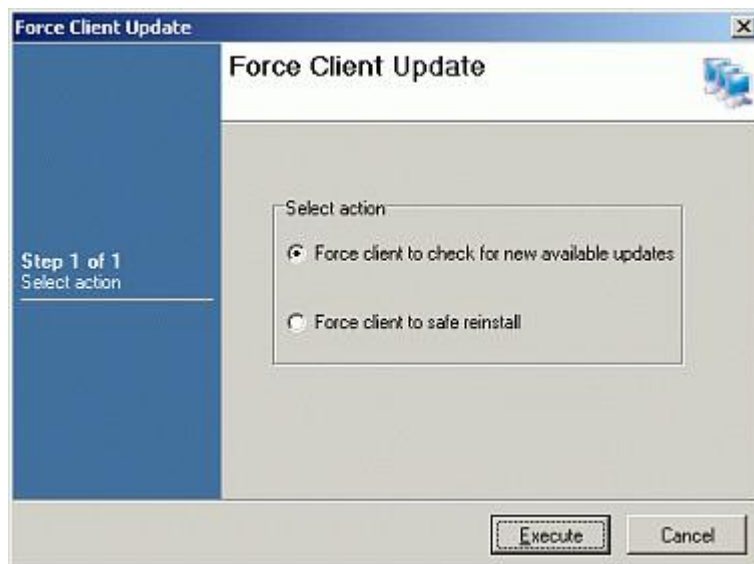 Force Client Update
Force Client Update
Step 1 of 1
Select action
Select action
Force client to check for new available updates
Force client to safe reinstall
Execute
Cancel